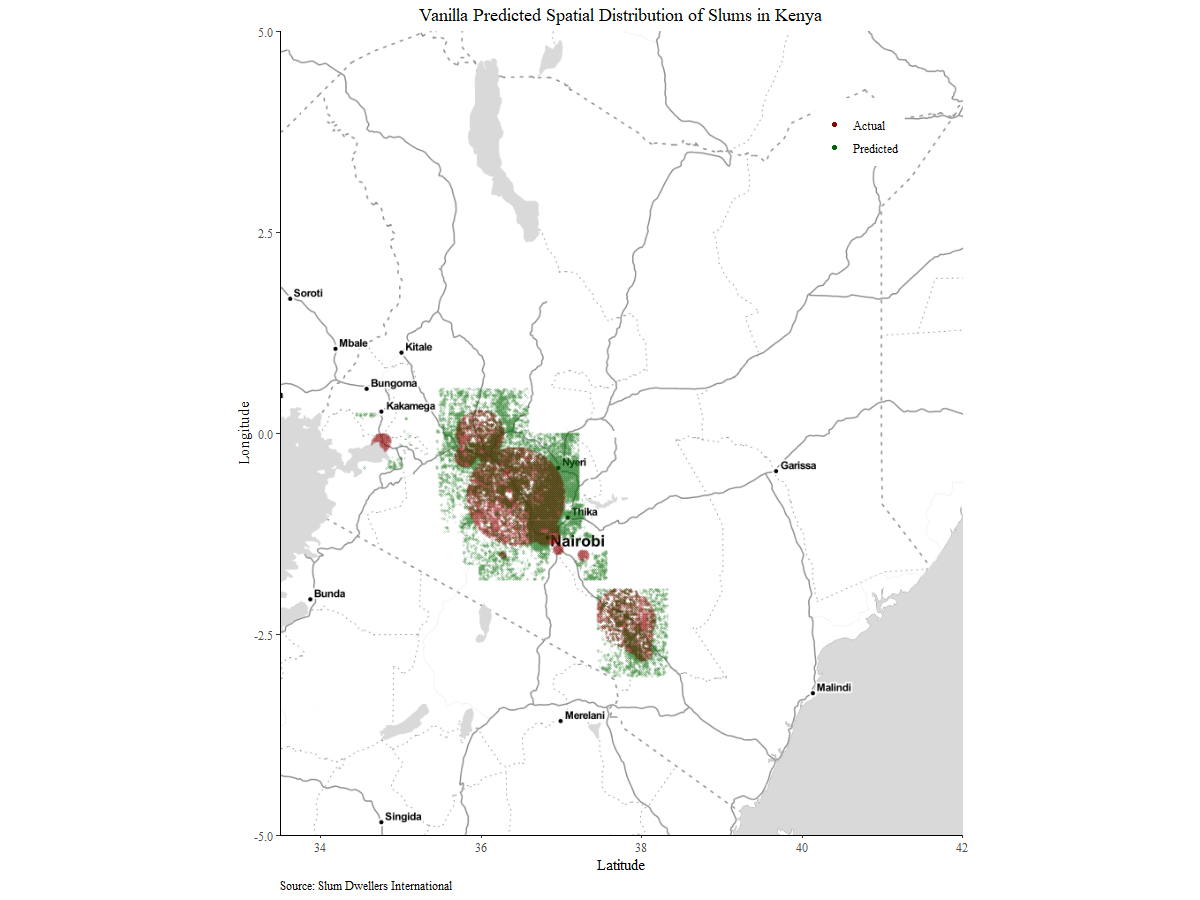 Vanilla Predicted Spatial Distribution of Slums in Kenya
5.0
Actual
Predicted
2.5
Soroti
Mbale
Kitale
Bungoma
Kakamega
Longitude
0.0
Nyeri
Garissa
Thika
Nairobi
Bunda
-2.5
Malindi
Merelani
Singida
-5.0
34
36
38
40
42
Latitude
Source: Slum Dwellers International